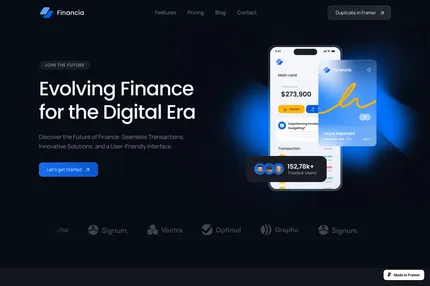 Financia
Features
Pricing
Blog
Contact
Duplicate in Framer
JOIN THE FUTURE
Evolving Finance
for the Digital Era
Discover the Future of Finance: Seamless Transactions,
Innovative Solutions, and a User-Friendly Interface.
Let's get started
Main card
$273,900
Budgeting?
Transaction
Financia
152,78k+
Trusted Users
Signum.
Vectra
Optimal
Grapho
Signum.
Made in Framer